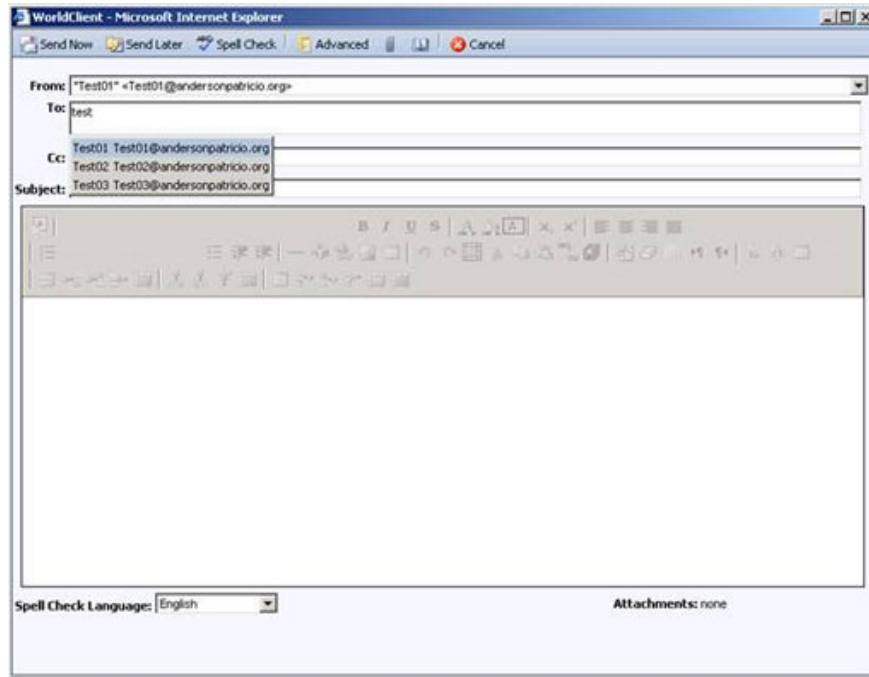 WorldClient - Microsoft Internet Explorer
Send Now Send Later Spell Check Advanced Cancel
From: "Test01" <Test01@andersonpatricio.org>
To: test
Test01 Test01@andersonpatricio.org
Cc:
Test02 Test02@andersonpatricio.org
Subject: Test03 Test03@andersonpatricio.org
B I U S A A
Spell Check Language: English Attachments: none